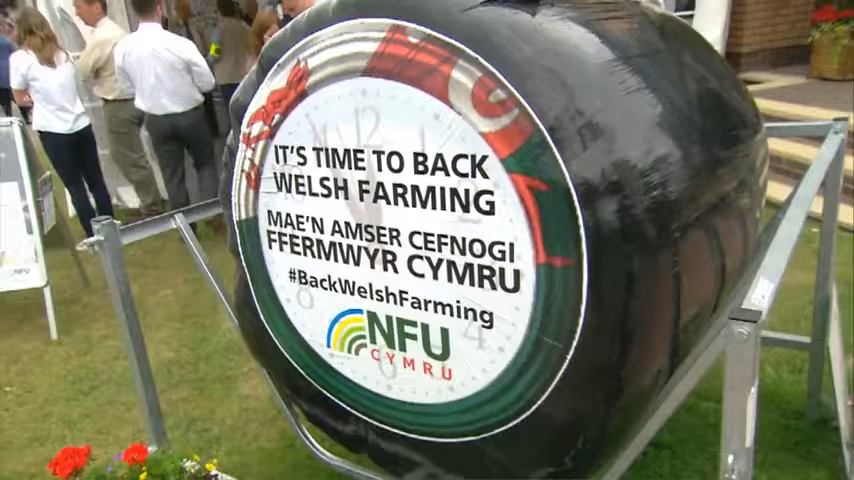 IT'S TIME TO BACK
WELSH FARMING
MAE'N AMSER CEFNOGI
FFERMWYR CYMRU
#BackWelshFarming
NFU
CYMRU